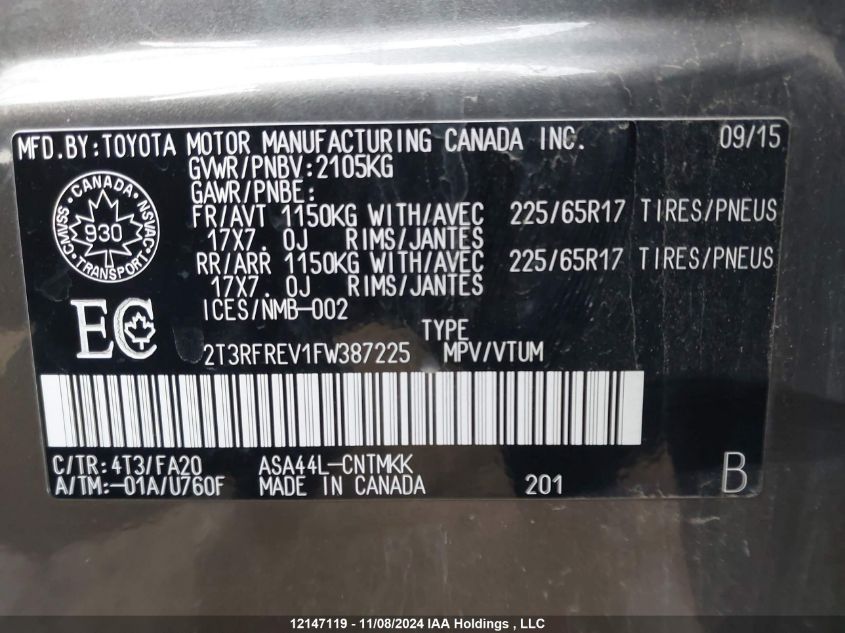 MFD.BY:TOYOTA MOTOR MANUFACTURING CANADA INC. 09/15
GVWR/PNBV:2105KG
GAWR/PNBE:
FR/AVT 1150KG WITH/AVEC 225/65R17 TIRES/PNEUS
17X7. 0J RIMS/JANTES
RR/ARR 1150KG WITH/AVEC 225/65R17 TIRES/PNEUS
17X7. 0J RIMS/JANTES
ICES/NMB-002
CANADA
CMVSS 930 NSVAC
TRANSPORT
EC
TYPE
2T3RFREV1FW387225 MPV/VTUM
C/TR:4T3/FA20 ASA44L-CNTMKK
A/TM:-01A/U760F MADE IN CANADA 201 B
12147119 - 11/08/2024 IAA Holdings , LLC